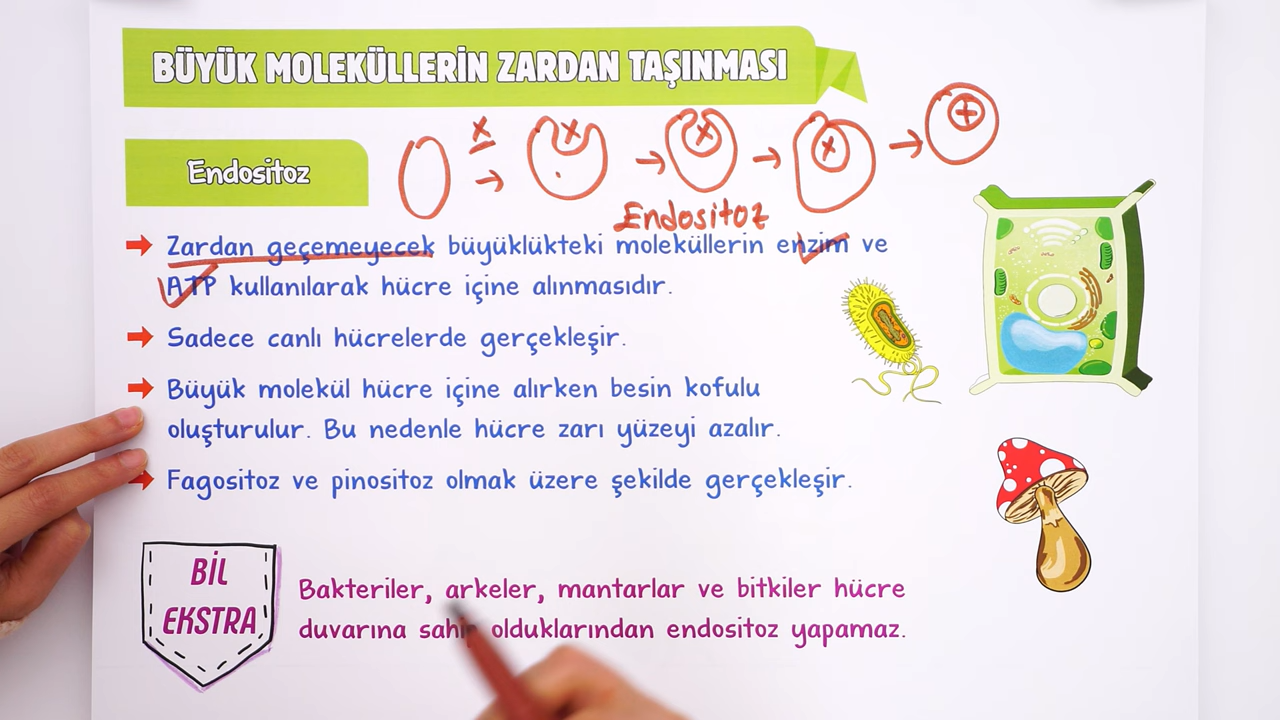 BÜYÜK MOLEKÜLLERİN ZARDAN TAŞINMASI
Endositoz
x
x
x
x
+
Endositoz
Zardan geçemeyecek büyüklükteki moleküllerin enzim ve
ATP kullanılarak hücre içine alınmasıdır.
Sadece canlı hücrelerde gerçekleşir.
Büyük molekül hücre içine alırken besin kofulu
oluşturulur. Bu nedenle hücre zarı yüzeyi azalır.
Fagositoz ve pinositoz olmak üzere şekilde gerçekleşir.
BİL
EKSTRA
Bakteriler, arkeler, mantarlar ve bitkiler hücre
duvarına sahip olduklarından endositoz yapamaz.